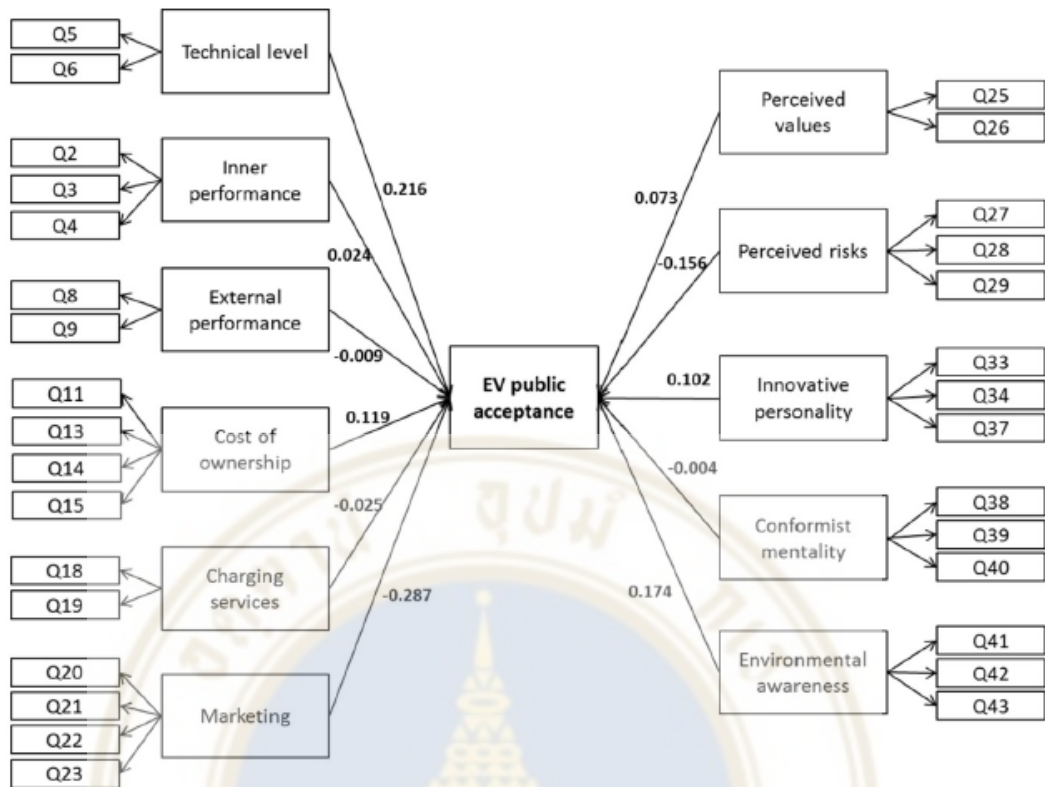 Q5
Q6
Technical level
Q2
Q3
Q4
Inner
performance
Q8
Q9
External
performance
Q11
Q13
Q14
Q15
Cost of
ownership
Q18
Q19
Charging
services
Q20
Q21
Q22
Q23
Marketing
0.216
0.024
-0.009
0.119
-0.025
-0.287
EV public
acceptance
0.073
-0.156
0.102
-0.004
0.174
Perceived
values
Q25
Q26
Perceived risks
Q27
Q28
Q29
Innovative
personality
Q33
Q34
Q37
Conformist
mentality
Q38
Q39
Q40
Environmental
awareness
Q41
Q42
Q43